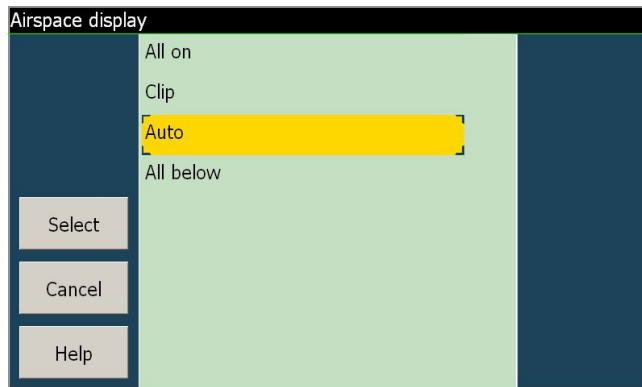 Airspace display
All on
Clip
Auto
All below
Select
Cancel
Help